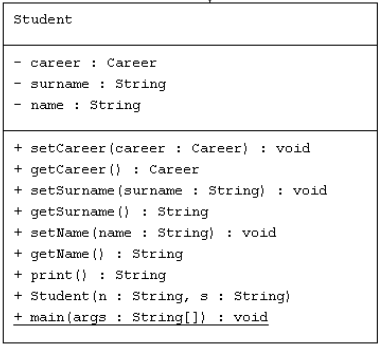 Student
- career : Career
- surname : String
- name : String
+ setCareer(career : Career) : void
+ getCareer() : Career
+ setSurname(surname : String) : void
+ getSurname() : String
+ setName(name : String) : void
+ getName() : String
+ print() : String
+ Student(n : String, s : String)
+ main(args : String[]) : void